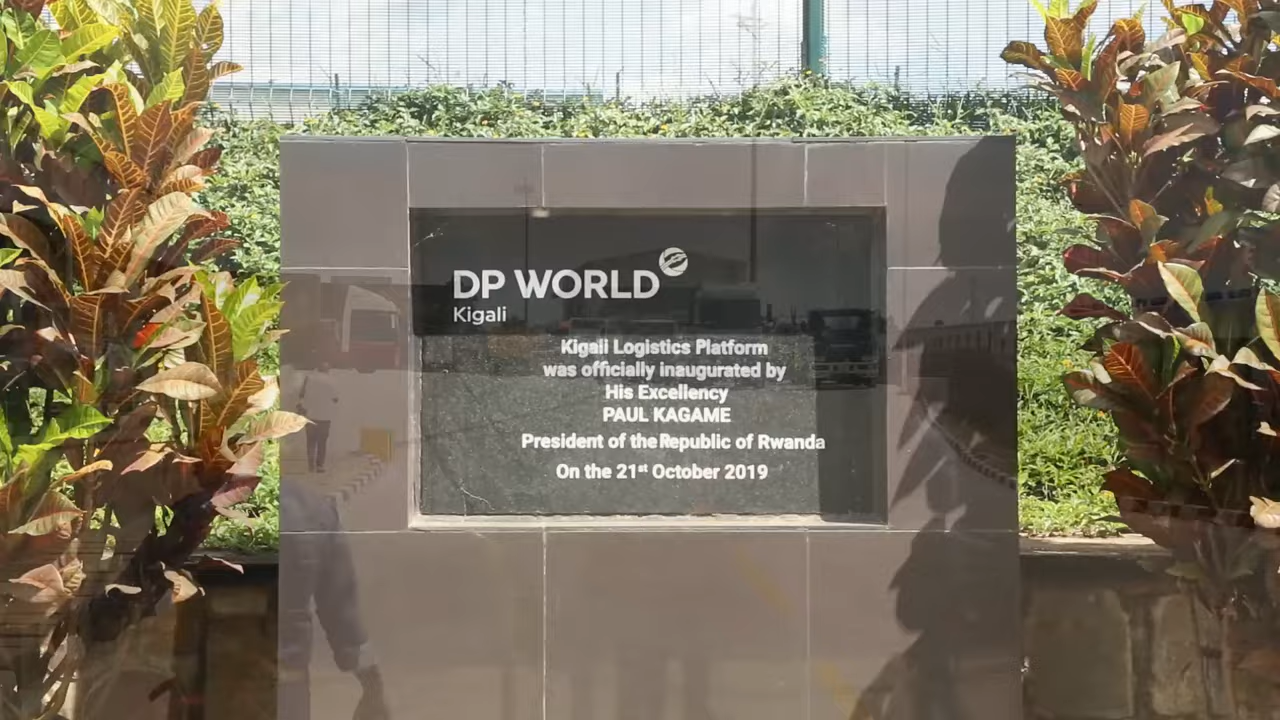 DP WORLD
Kigali
Kigali Logistics Platform
was officially inaugurated by
His Excellency
PAUL KAGAME
President of the Republic of Rwanda
On the 21st October 2019